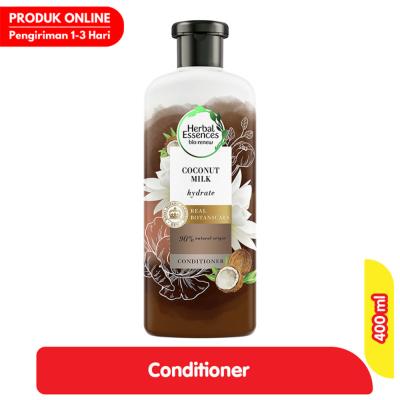 PRODUK ONLINE
Pengiriman 1-3 Hari
Herbal
Essences
bio:renew
COCONUT
MILK
hydrate
REAL
BOTANICALS
90% natural origin
CONDITIONER
400 ml
Conditioner